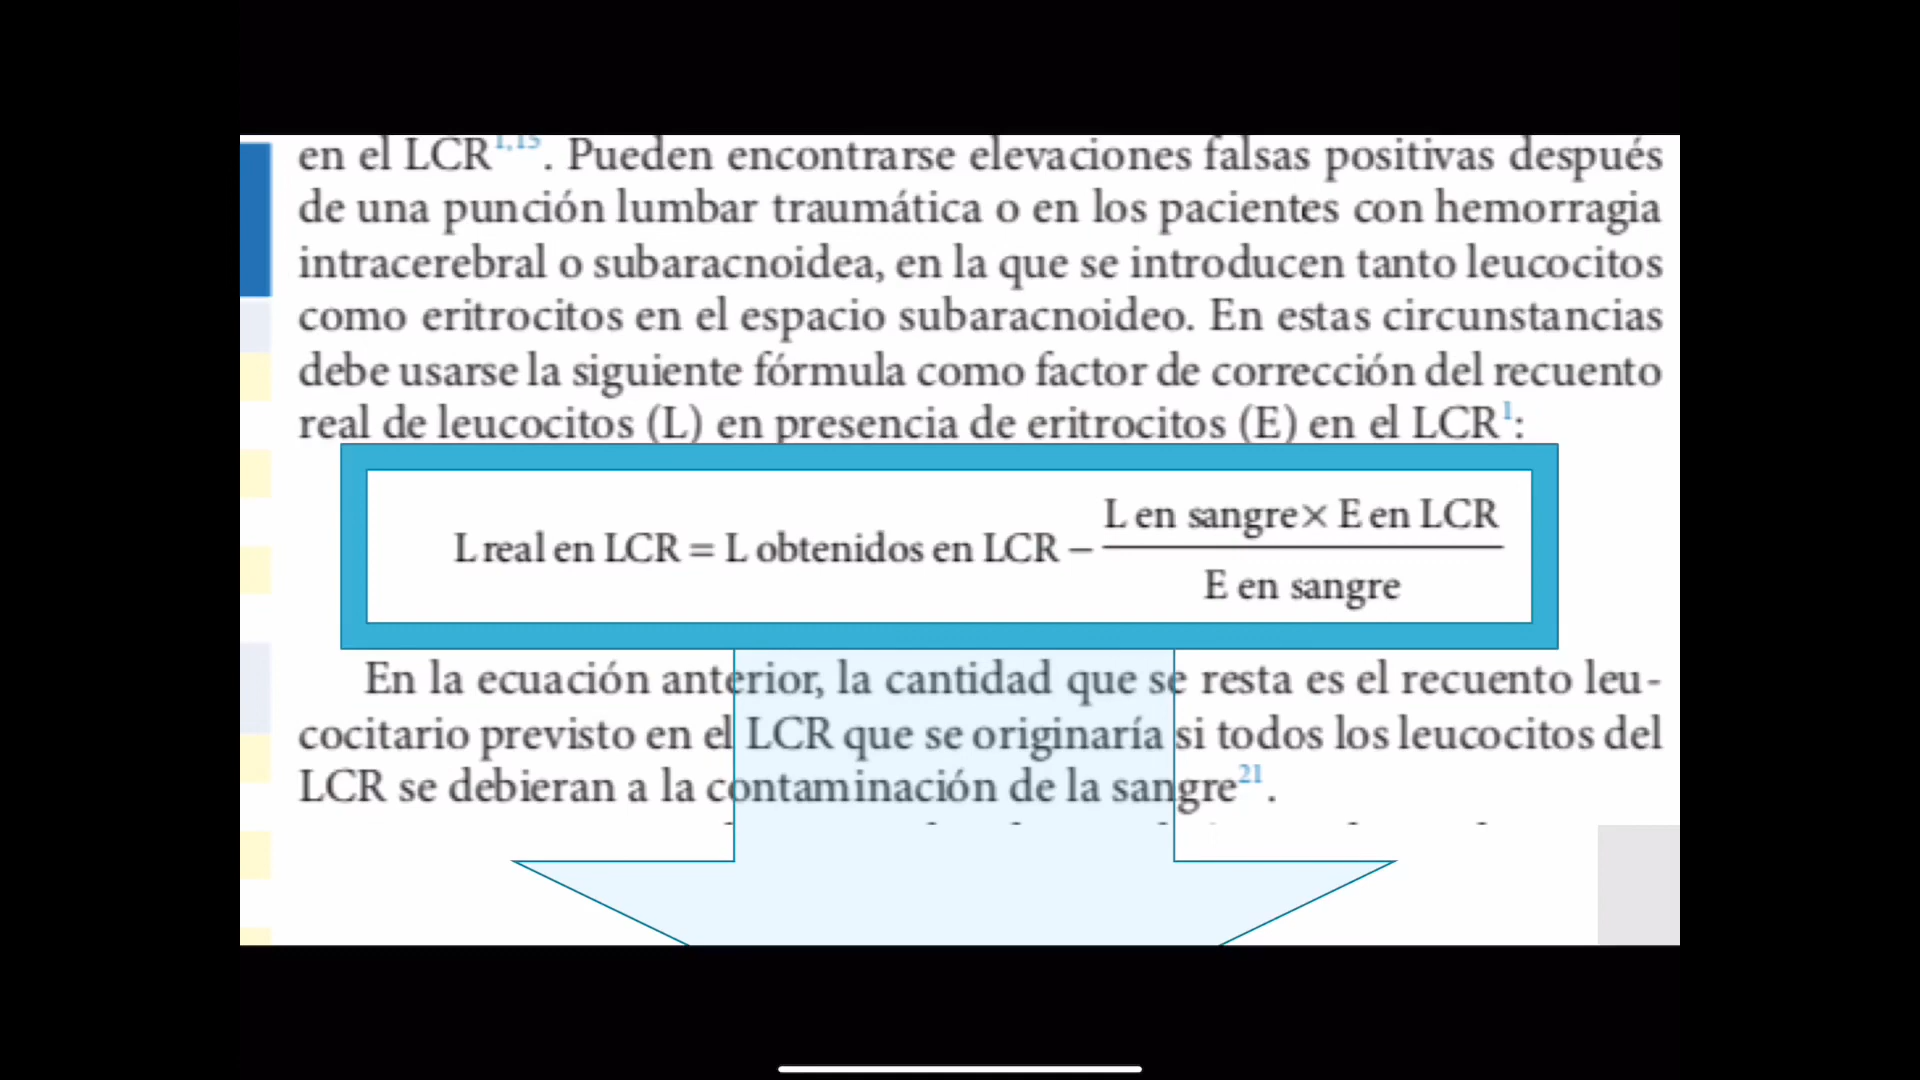 en el LCR1,15. Pueden encontrarse elevaciones falsas positivas después
de una punción lumbar traumática o en los pacientes con hemorragia
intracerebral o subaracnoidea, en la que se introducen tanto leucocitos
como eritrocitos en el espacio subaracnoideo. En estas circunstancias
debe usarse la siguiente fórmula como factor de corrección del recuento
real de leucocitos (L) en presencia de eritrocitos (E) en el LCR1:
L en sangre× E en LCR
L real en LCR = L obtenidos en LCR −
E en sangre
En la ecuación anterior, la cantidad que se resta es el recuento leu-
cocitario previsto en el LCR que se originaría si todos los leucocitos del
LCR se debieran a la contaminación de la sangre21.